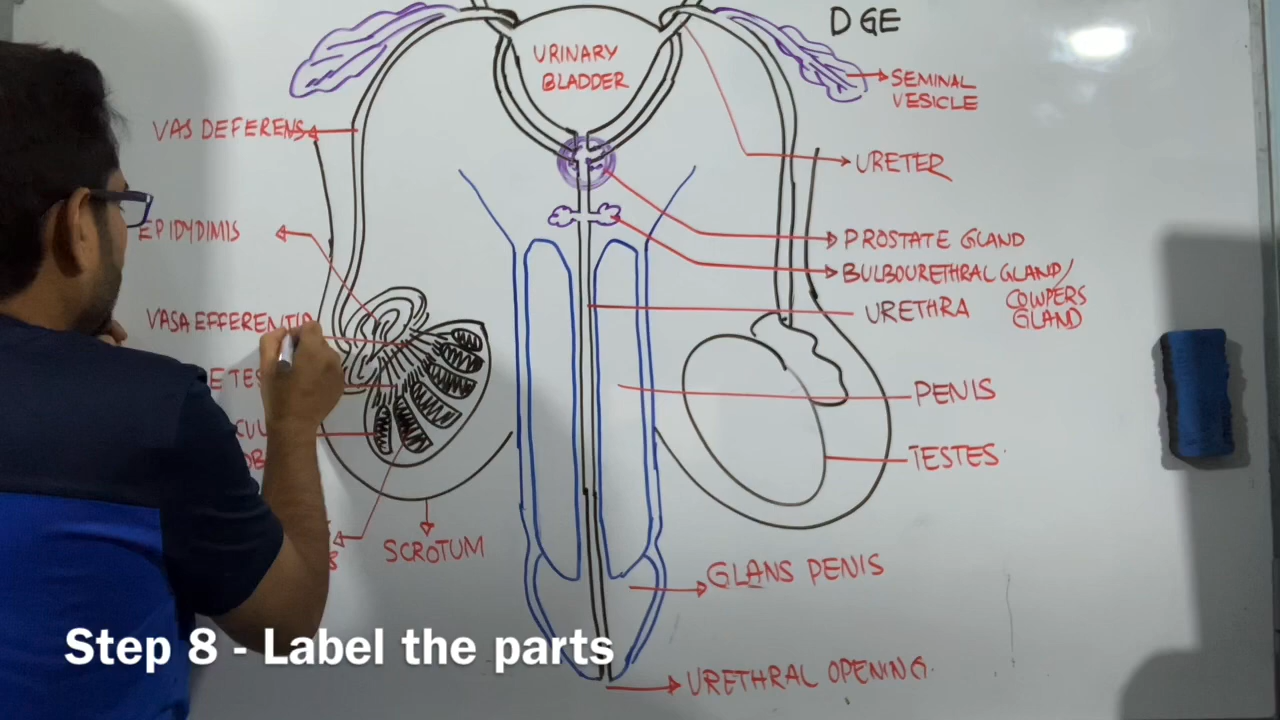 DGE
URINARY
BLADDER
SEMINAL
VESICLE
VAS DEFERENS
URETER
EPIDYDIMIS
PROSTATE GLAND
BULBOURETHRAL GLAND/
COWPERS
GLAND
URETHRA
VASA EFFERENTIA
PENIS
TESTES
SCROTUM
GLANS PENIS
Step 8 - Label the parts
URETHRAL OPENING